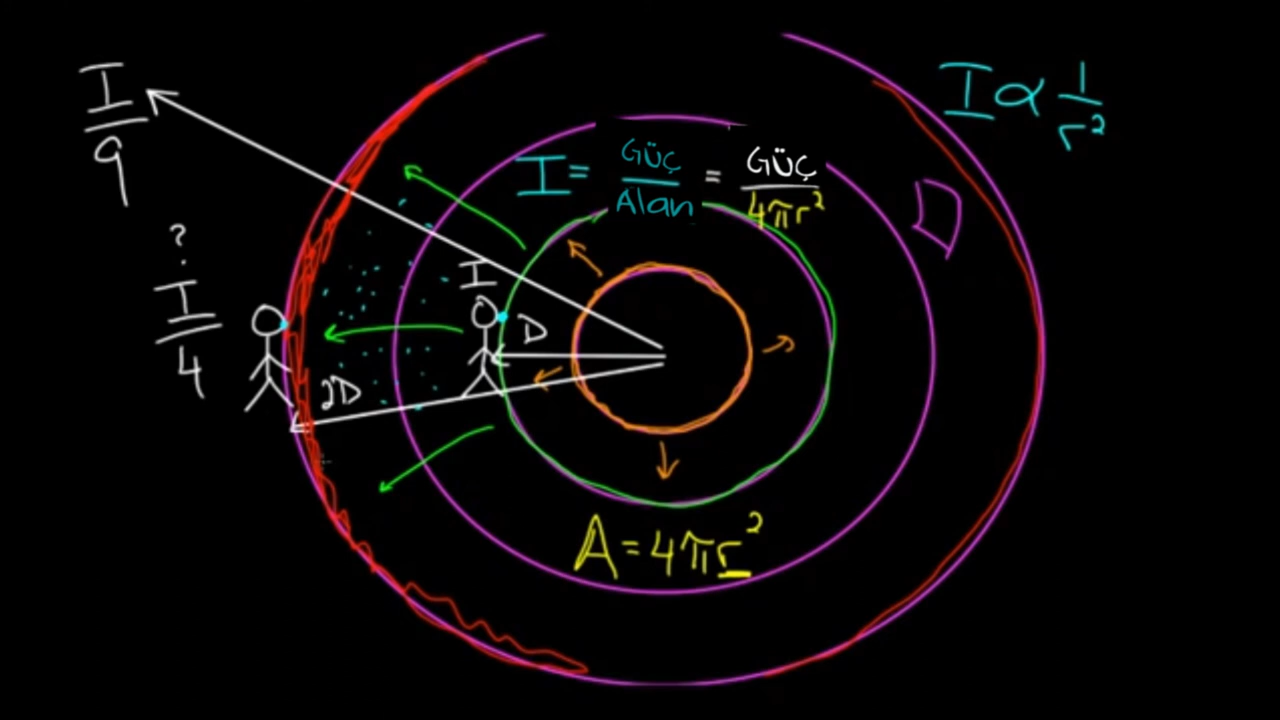 I/9
I ∝ 1/r²
I = Güç/Alan = Güç/4πr²
?
I/4
I
D
2D
A = 4πr²